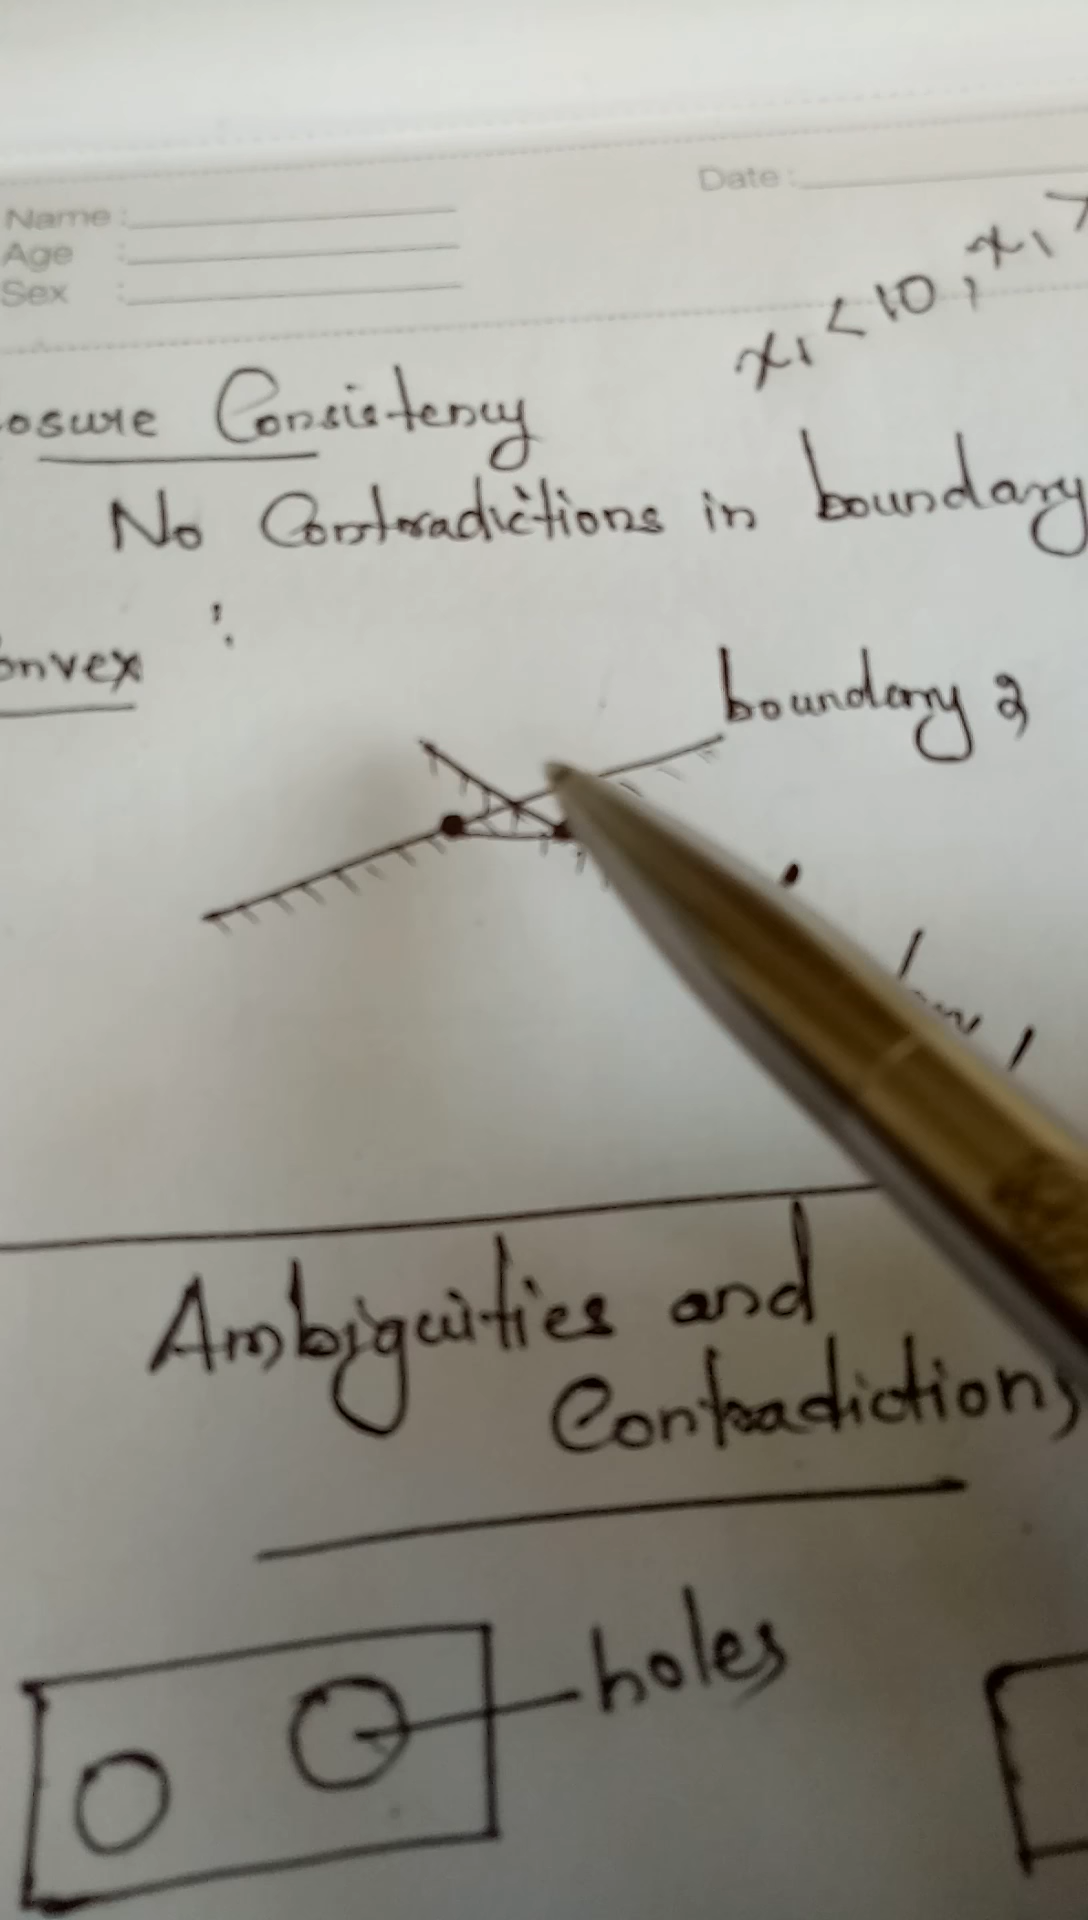 Date :
Name :
Age :
Sex :
x1 < 10, x1 >
osure Consistency
No Contradictions in boundary
onvex :
boundary 2
Ambiguities and
Contradictions
holes